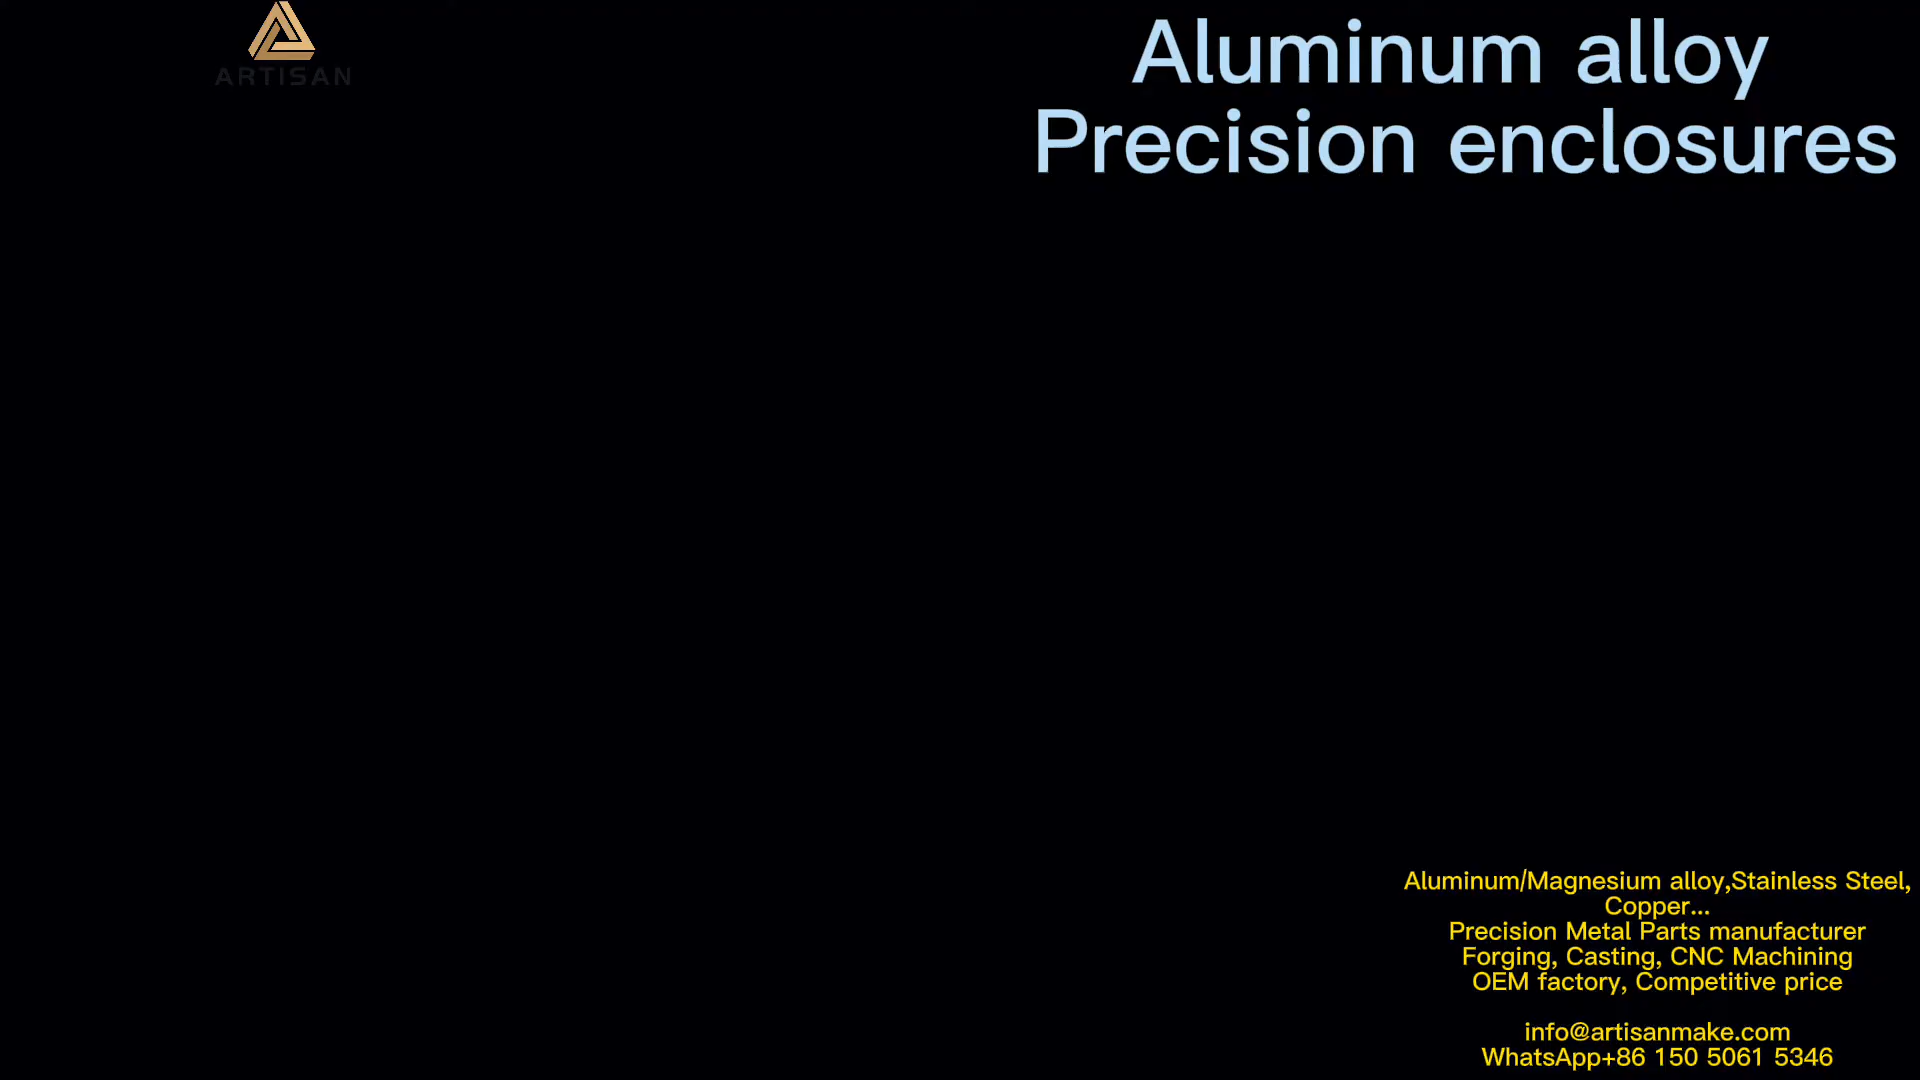 ARTISAN
Aluminum alloy
Precision enclosures
Aluminum/Magnesium alloy,Stainless Steel,
Copper...
Precision Metal Parts manufacturer
Forging, Casting, CNC Machining
OEM factory, Competitive price
info@artisanmake.com
WhatsApp+86 150 5061 5346